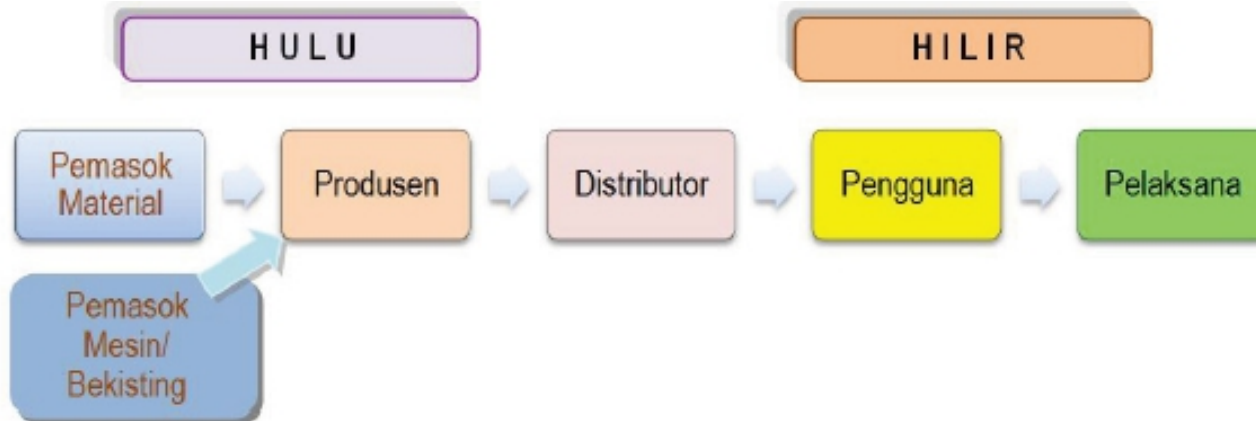 HULU
HILIR
Pemasok
Material
Produsen
Distributor
Pengguna
Pelaksana
Pemasok
Mesin/
Bekisting